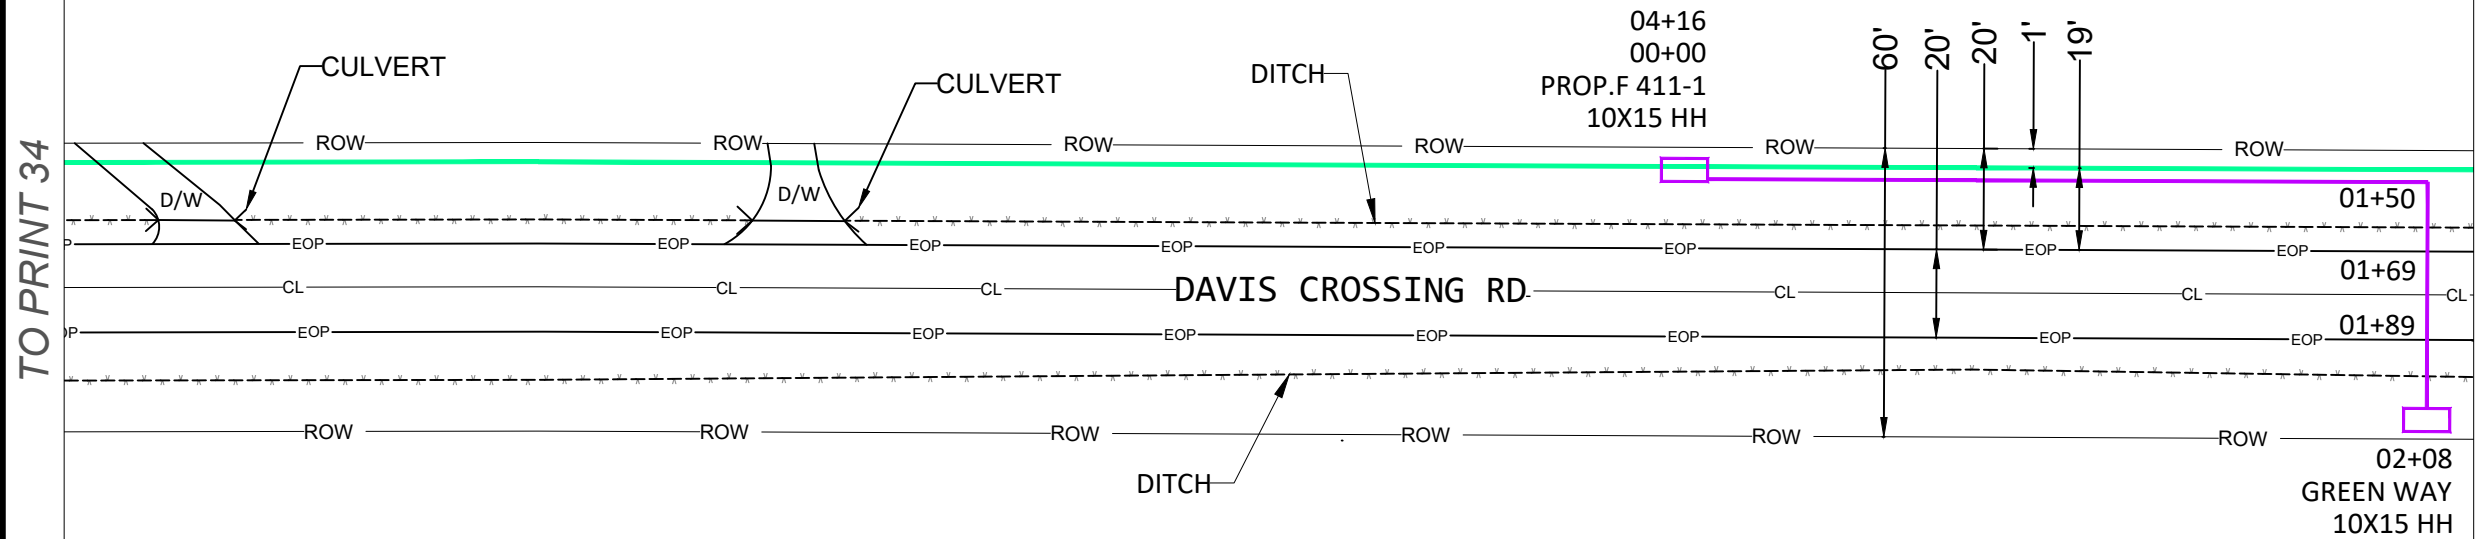 TO PRINT 34
CULVERT
CULVERT
DITCH
04+16
00+00
PROP.F 411-1
10X15 HH
60'
20'
20'
1'
19'
ROW
ROW
ROW
ROW
ROW
ROW
D/W
D/W
01+50
P
EOP
EOP
EOP
EOP
EOP
EOP
EOP
EOP
01+69
CL
CL
CL
DAVIS CROSSING RD
CL
CL
CL
01+89
OP
EOP
EOP
EOP
EOP
EOP
EOP
EOP
EOP
ROW
ROW
ROW
ROW
ROW
ROW
DITCH
02+08
GREEN WAY
10X15 HH